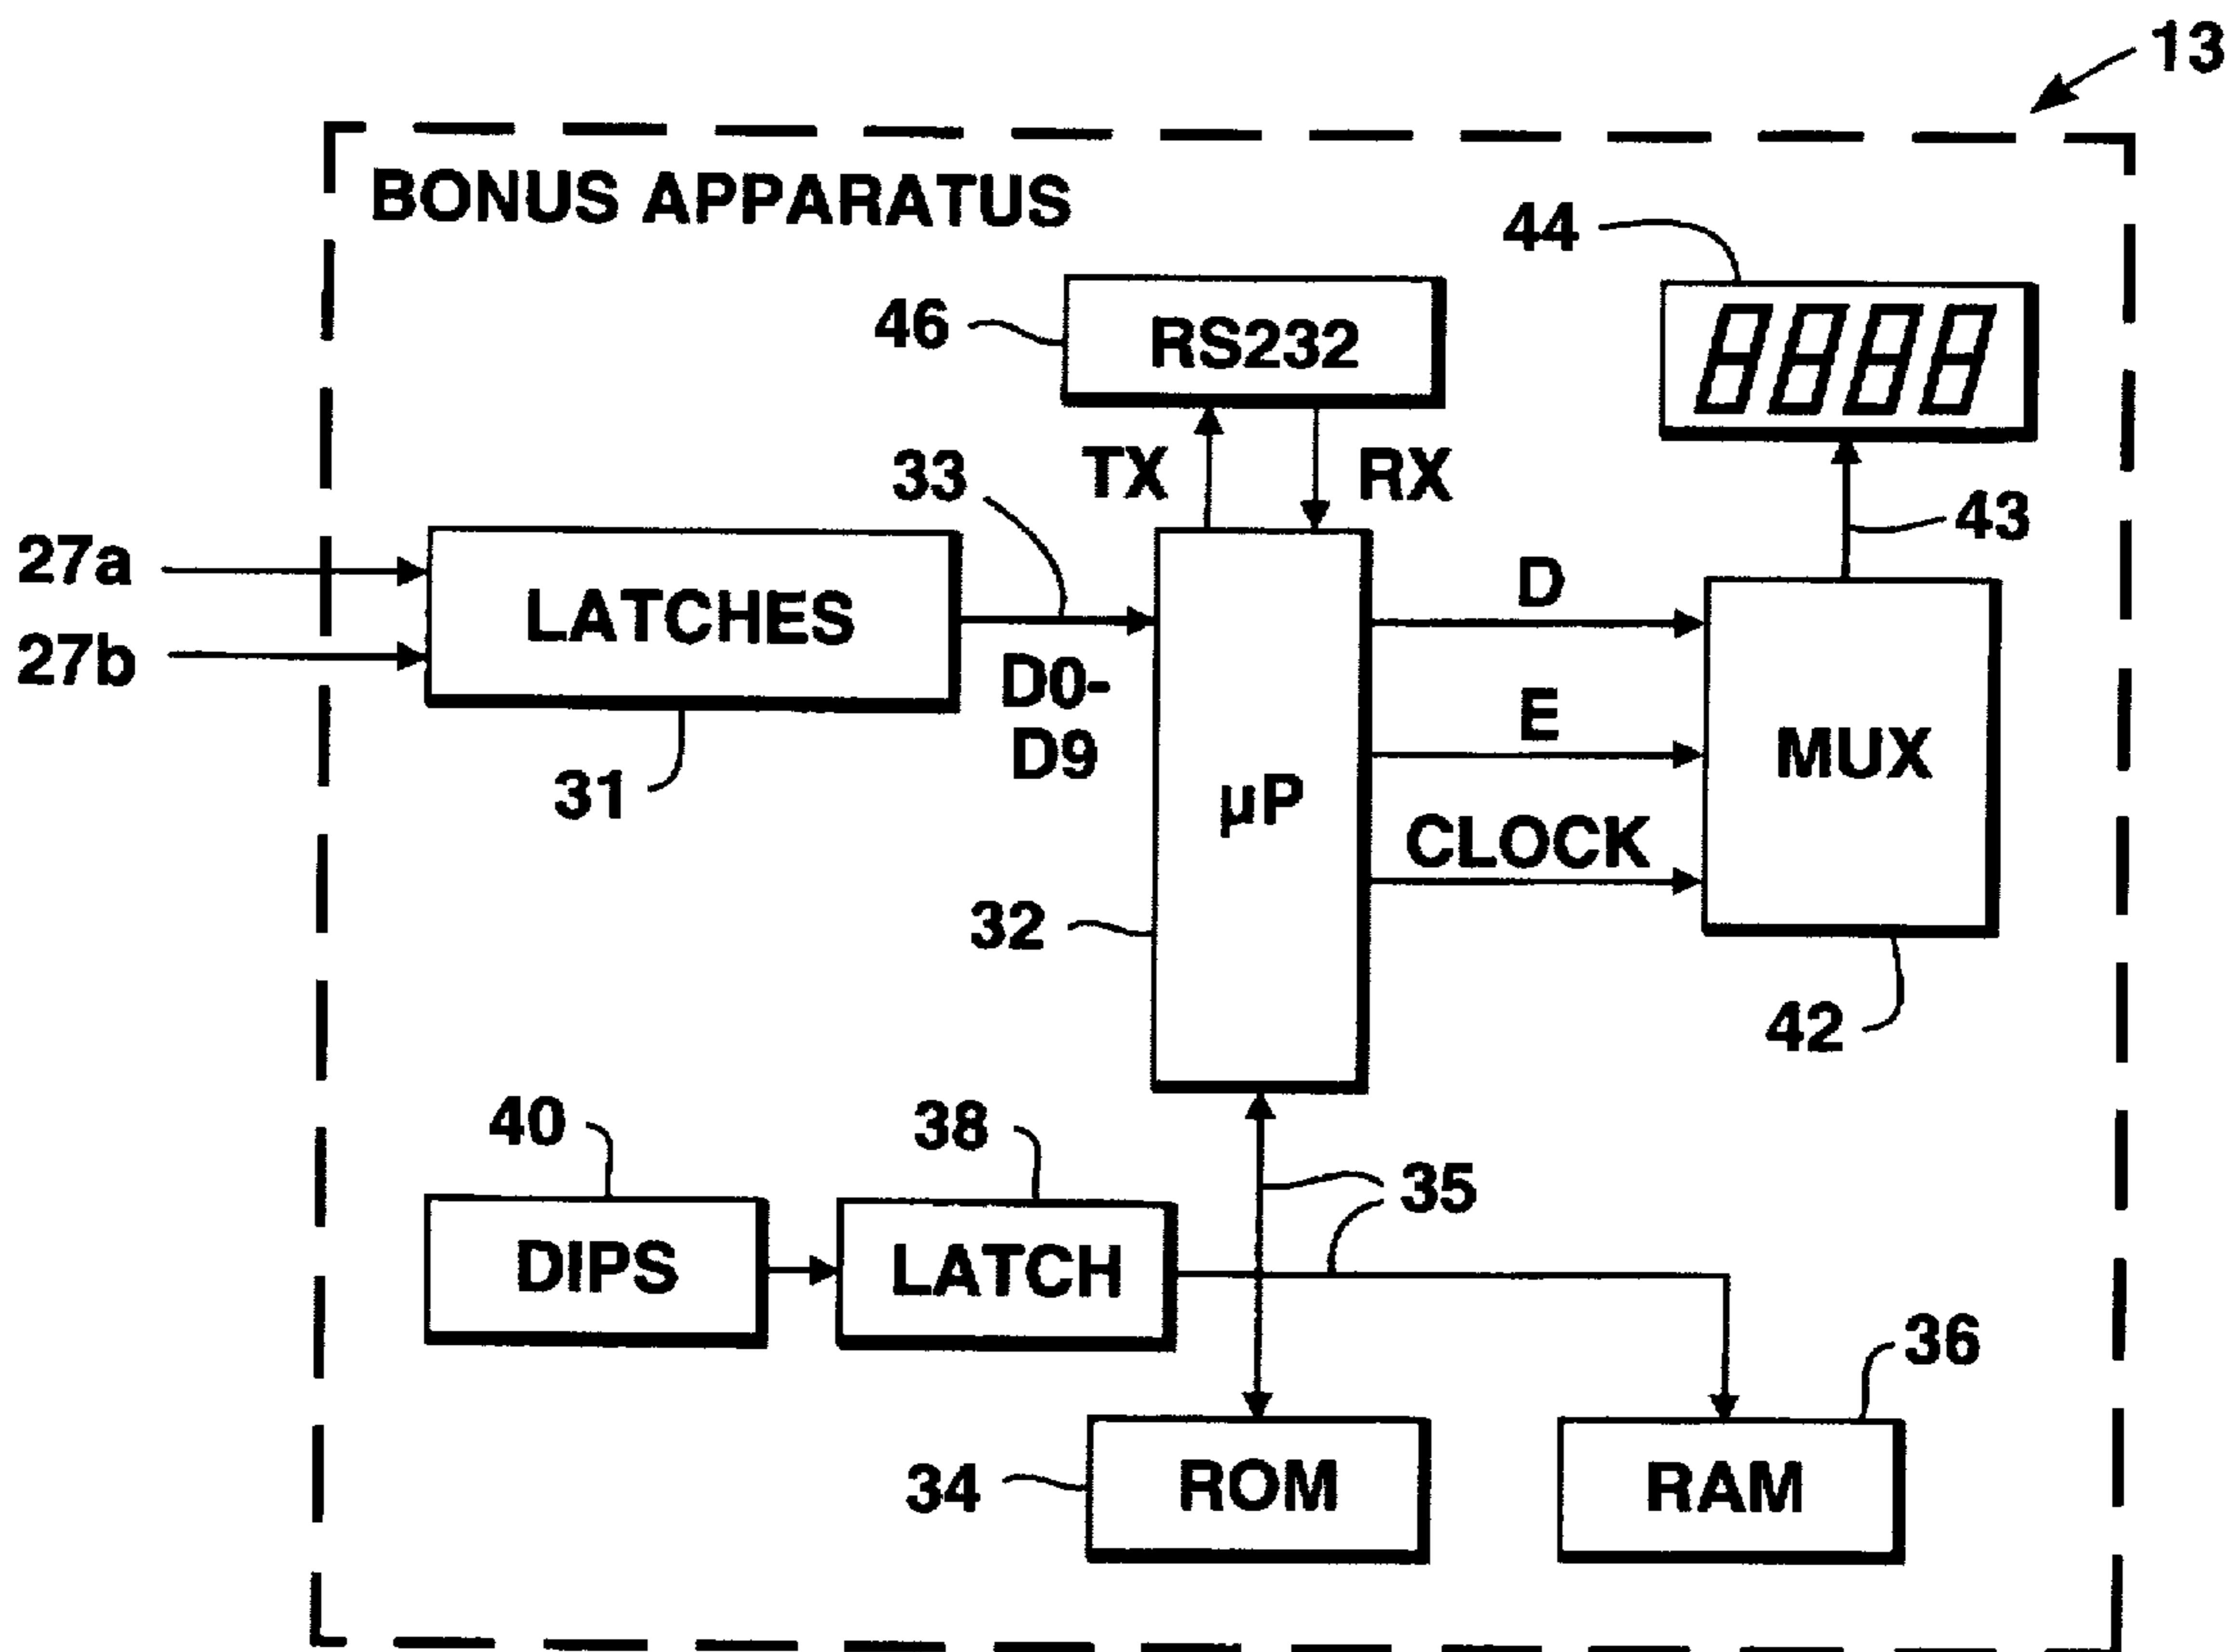 13
BONUS APPARATUS
44
46
RS232
8888
33
TX
RX
43
27a
LATCHES
D
27b
D0-
D9
E
MUX
31
µP
CLOCK
32
42
40
38
35
DIPS
LATCH
36
34
ROM
RAM